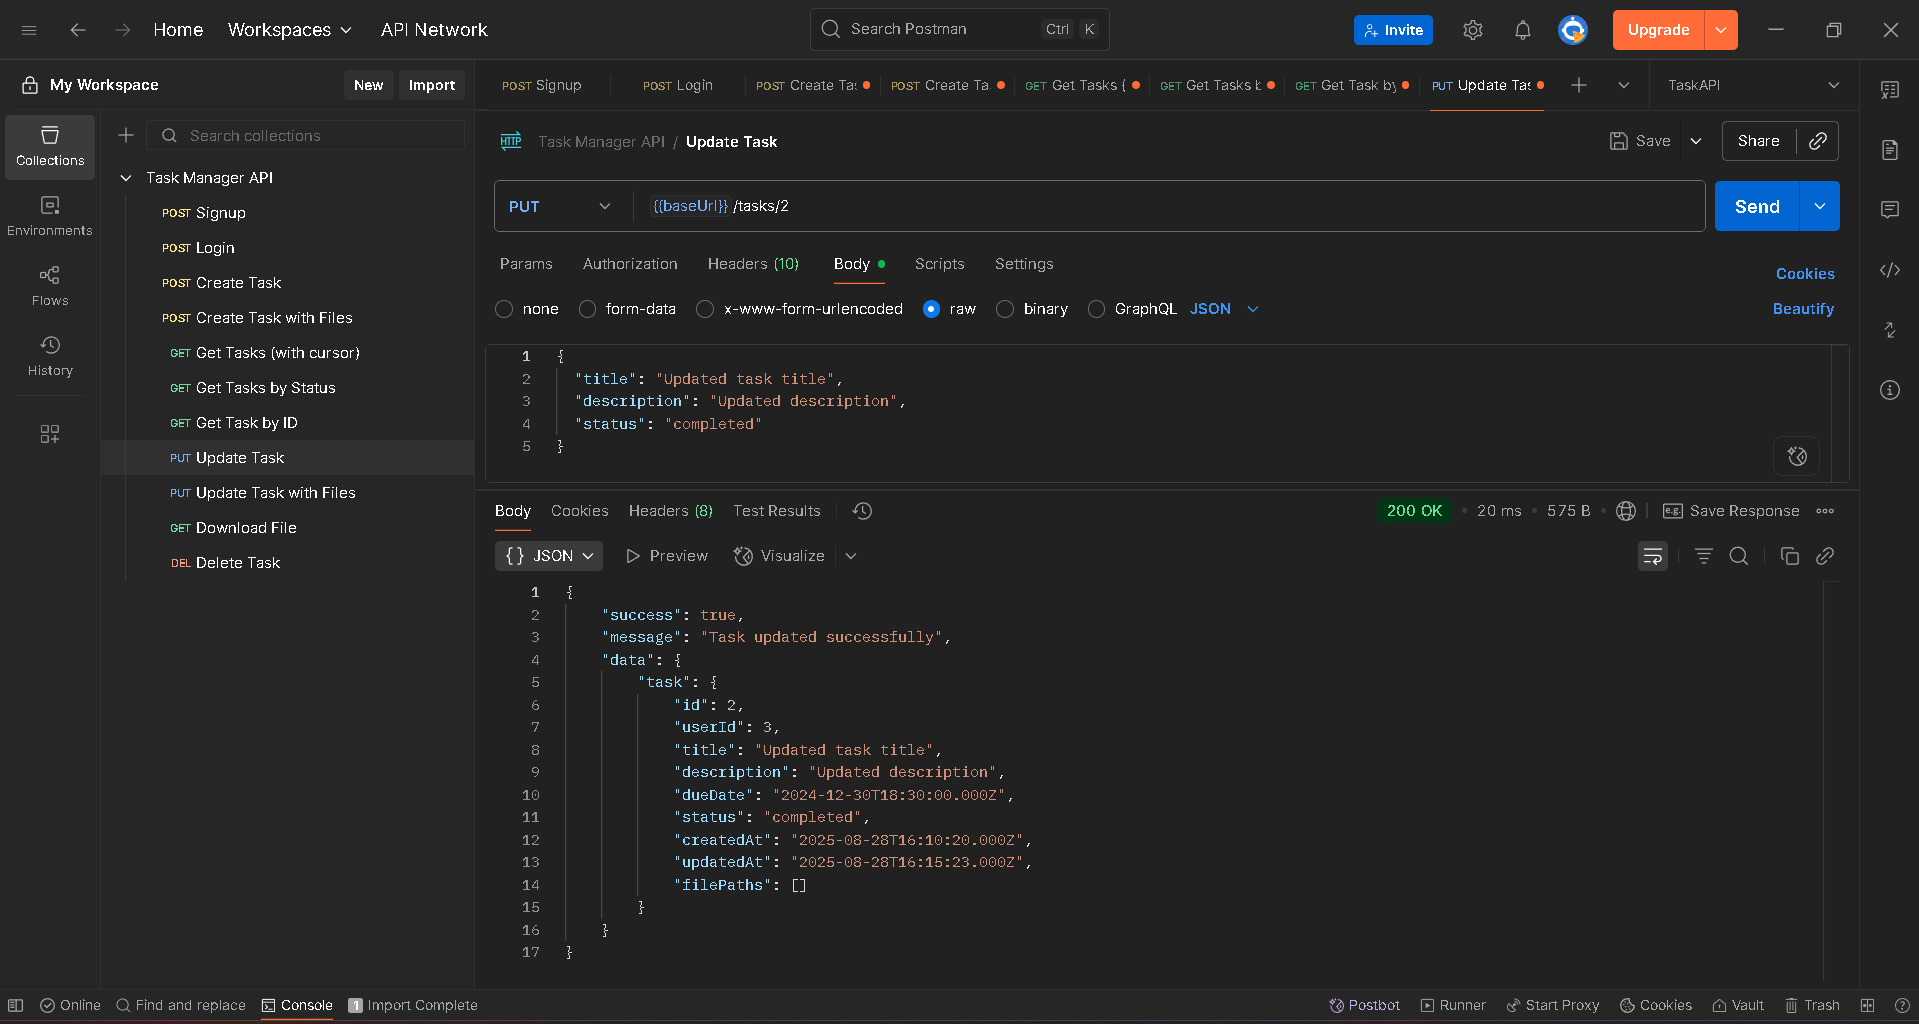 Home Workspaces API Network Search Postman Ctrl K Invite Upgrade
My Workspace New Import POST Signup POST Login POST Create Tas POST Create Ta GET Get Tasks ( GET Get Tasks b GET Get Task by PUT Update Tas TaskAPI
Collections
Environments
Flows
History
Search collections
Task Manager API
POST Signup
POST Login
POST Create Task
POST Create Task with Files
GET Get Tasks (with cursor)
GET Get Tasks by Status
GET Get Task by ID
PUT Update Task
PUT Update Task with Files
GET Download File
DEL Delete Task
HTTP Task Manager API / Update Task Save Share
PUT {{baseUrl}}/tasks/2 Send
Params Authorization Headers (10) Body Scripts Settings Cookies
none form-data x-www-form-urlencoded raw binary GraphQL JSON Beautify
1 {
2 "title": "Updated task title",
3 "description": "Updated description",
4 "status": "completed"
5 }
Body Cookies Headers (8) Test Results 200 OK 20 ms 575 B e.g. Save Response
{} JSON Preview Visualize
1 {
2 "success": true,
3 "message": "Task updated successfully",
4 "data": {
5 "task": {
6 "id": 2,
7 "userId": 3,
8 "title": "Updated task title",
9 "description": "Updated description",
10 "dueDate": "2024-12-30T18:30:00.000Z",
11 "status": "completed",
12 "createdAt": "2025-08-28T16:10:20.000Z",
13 "updatedAt": "2025-08-28T16:15:23.000Z",
14 "filePaths": []
15 }
16 }
17 }
Online Find and replace Console 1 Import Complete Postbot Runner Start Proxy Cookies Vault Trash